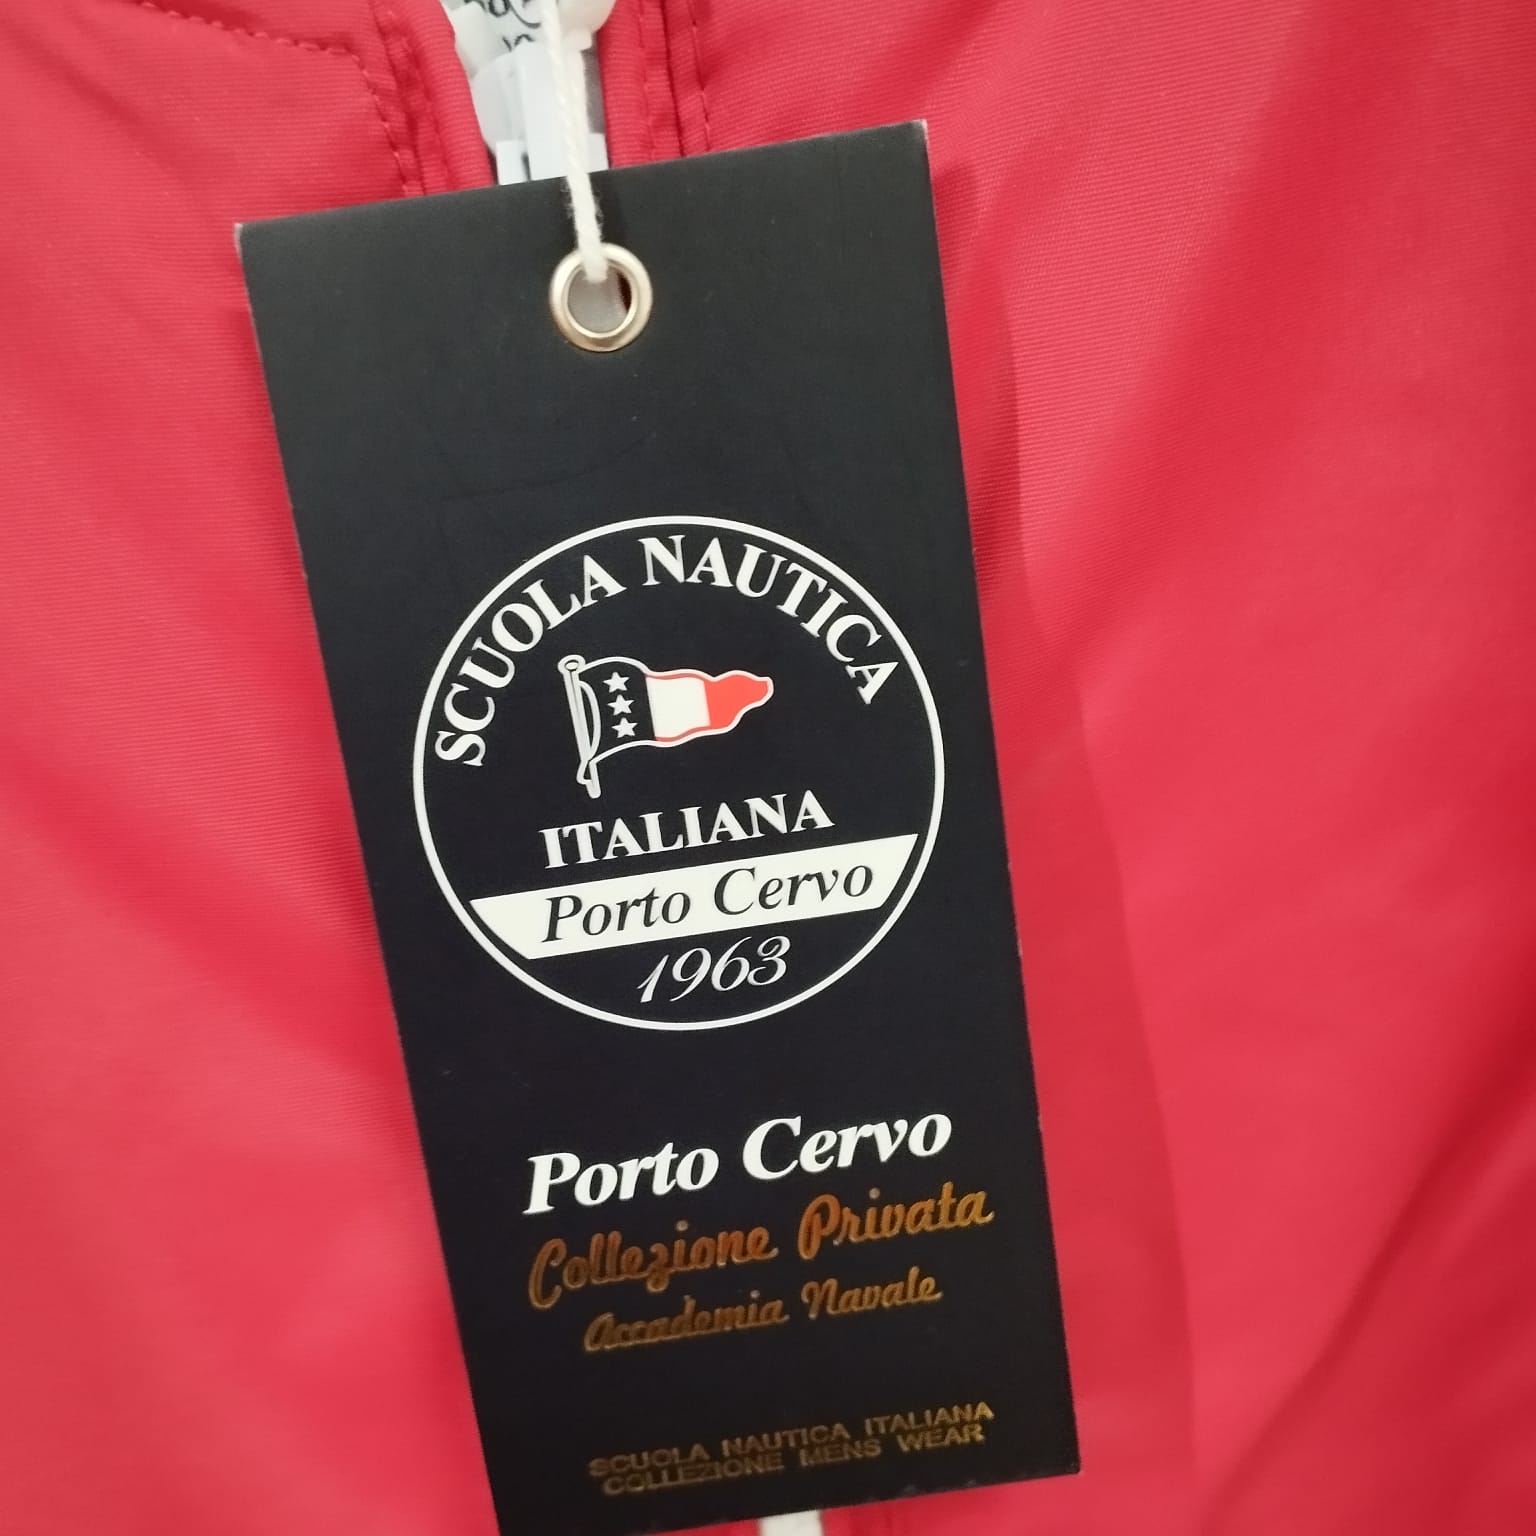 SCUOLA NAUTICA
ITALIANA
Porto Cervo
1963
Porto Cervo
Collezione Privata
Accademia Navale
SCUOLA NAUTICA ITALIANA
COLLEZIONE MENS WEAR